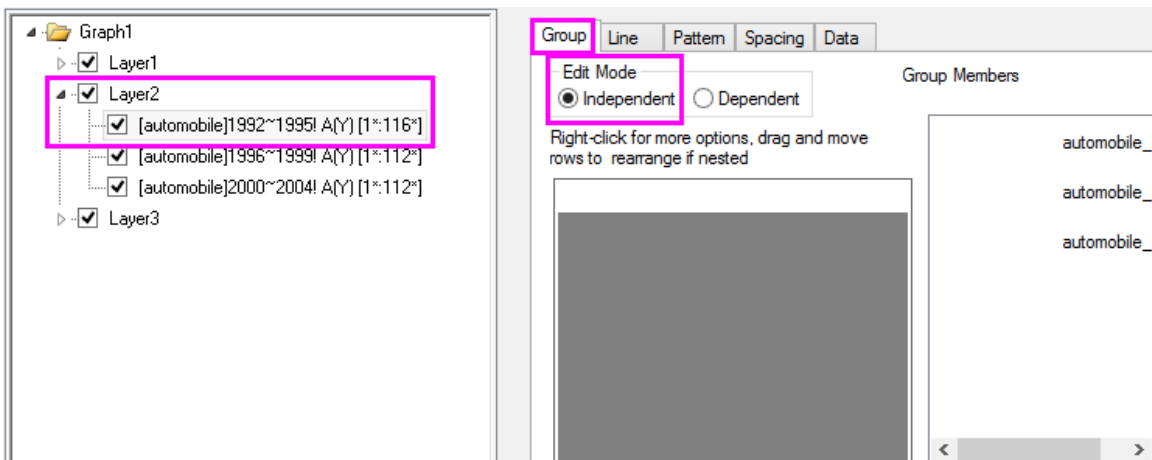 Graph1
Layer1
Layer2
[automobile]1992~1995! A(Y) [1*:116*]
[automobile]1996~1999! A(Y) [1*:112*]
[automobile]2000~2004! A(Y) [1*:112*]
Layer3
Group Line Pattern Spacing Data
Edit Mode
Independent Dependent
Right-click for more options, drag and move
rows to rearrange if nested
Group Members
automobile_
automobile_
automobile_